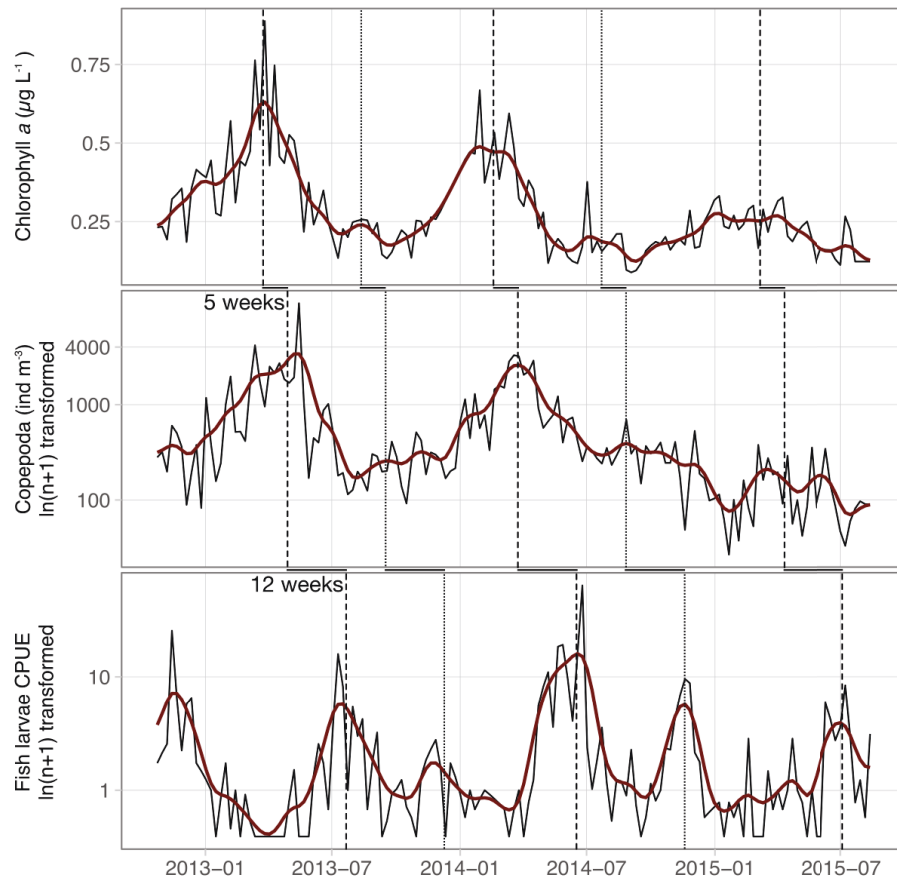 Chlorophyll a (µg L⁻¹)
0.75
0.5
0.25
Copepoda (ind m⁻³)
ln(n+1) transformed
5 weeks
4000
1000
100
Fish larvae CPUE
ln(n+1) transformed
12 weeks
10
1
2013–01 2013–07 2014–01 2014–07 2015–01 2015–07